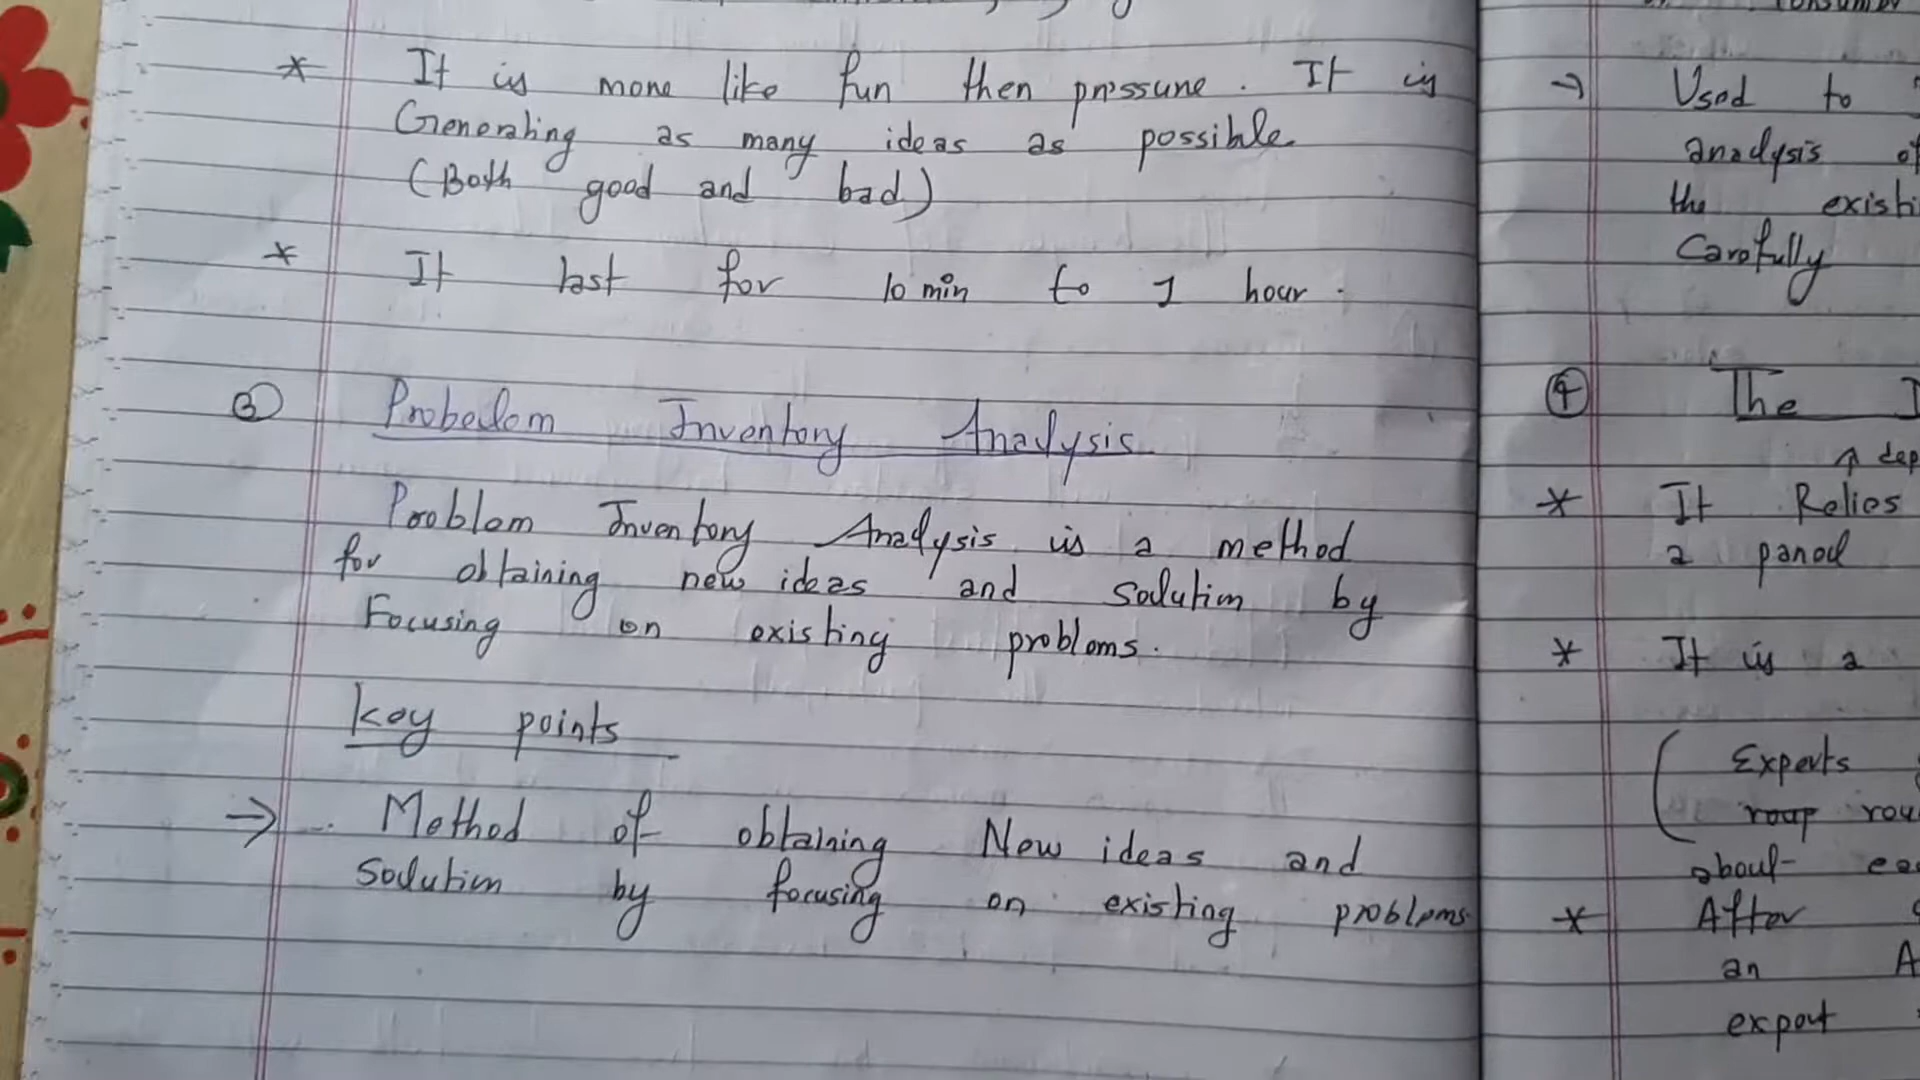 * It is more like fun then pressure. It is
Generating as many ideas as possible
(Both good and bad)
* It last for 10 min to 1 hour.
③ Probelem Inventory Analysis
Problem Inventory Analysis is a method
for obtaining new ideas and Solution by
Focusing on existing problems.
Key points
→ Method of obtaining New ideas and
Solution by focusing on existing problems
→ Used to
analysis of
the
Carefully
④ The
* It Relies
a panel
* It is a
(Experts
about
* After
an
expert